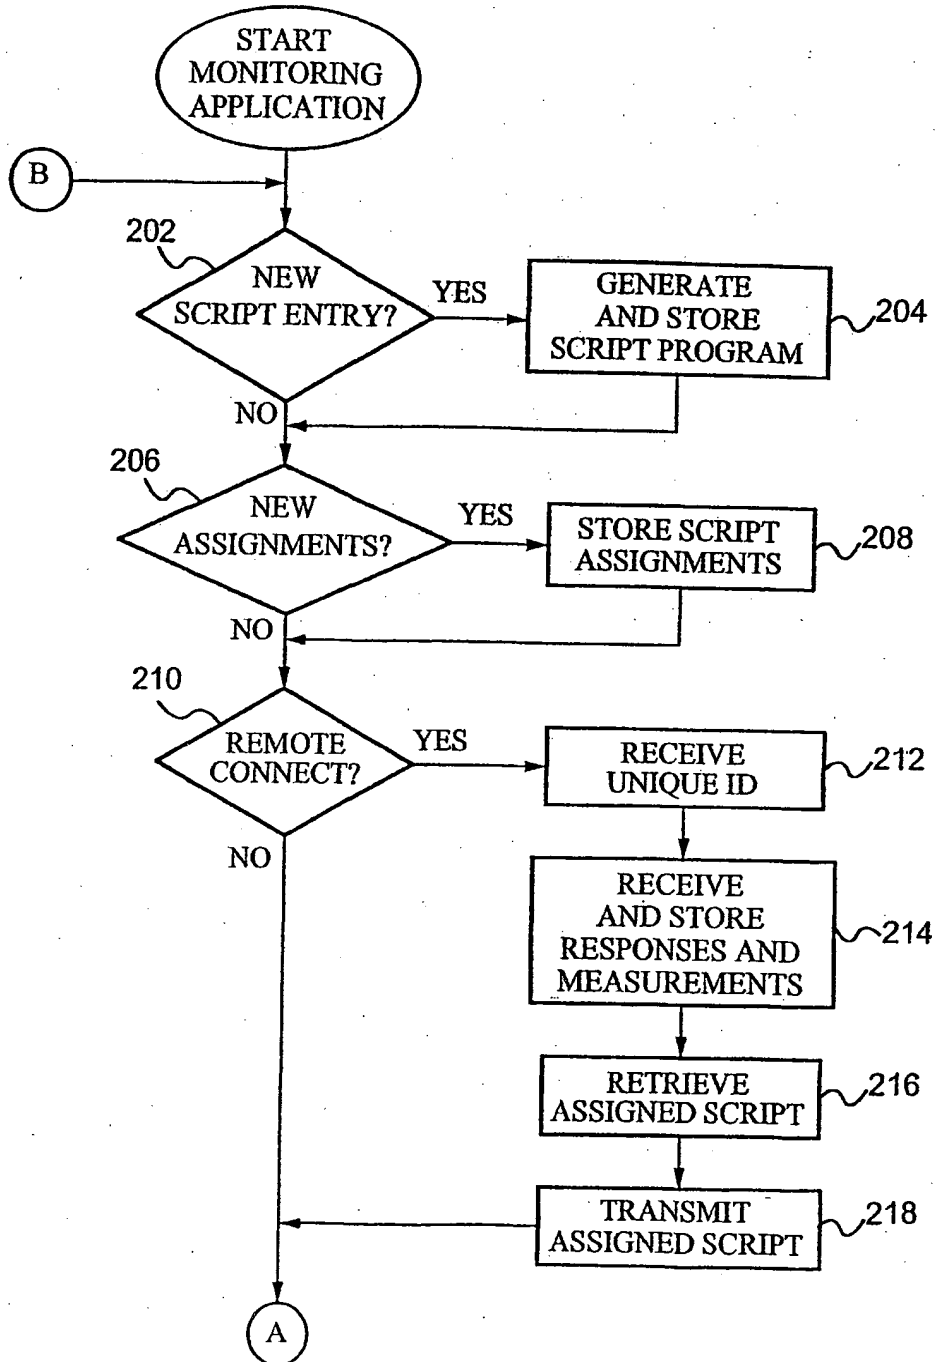 START
MONITORING
APPLICATION
B
202
NEW
SCRIPT ENTRY?
YES
GENERATE
AND STORE
SCRIPT PROGRAM
204
NO
206
NEW
ASSIGNMENTS?
YES
STORE SCRIPT
ASSIGNMENTS
208
NO
210
REMOTE
CONNECT?
YES
RECEIVE
UNIQUE ID
212
NO
RECEIVE
AND STORE
RESPONSES AND
MEASUREMENTS
214
RETRIEVE
ASSIGNED SCRIPT
216
TRANSMIT
ASSIGNED SCRIPT
218
A